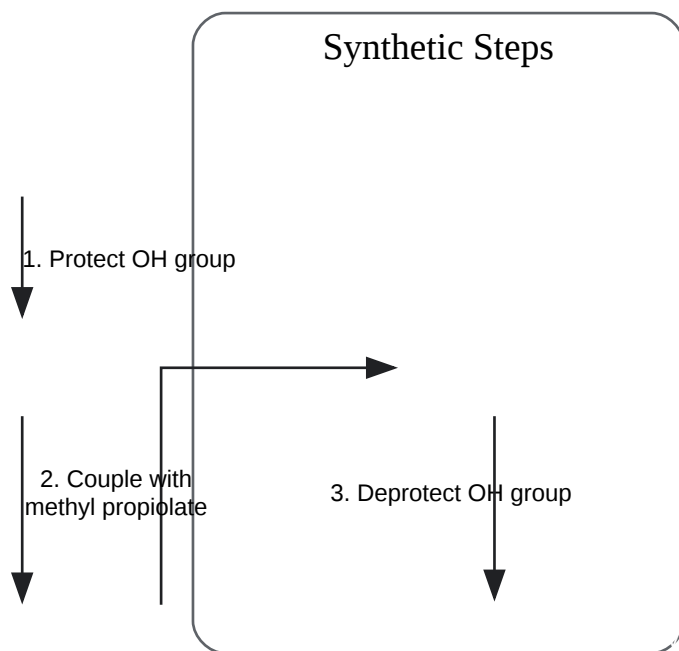 Synthetic Steps
1. Protect OH group
2. Couple with
methyl propiolate
3. Deprotect OH group